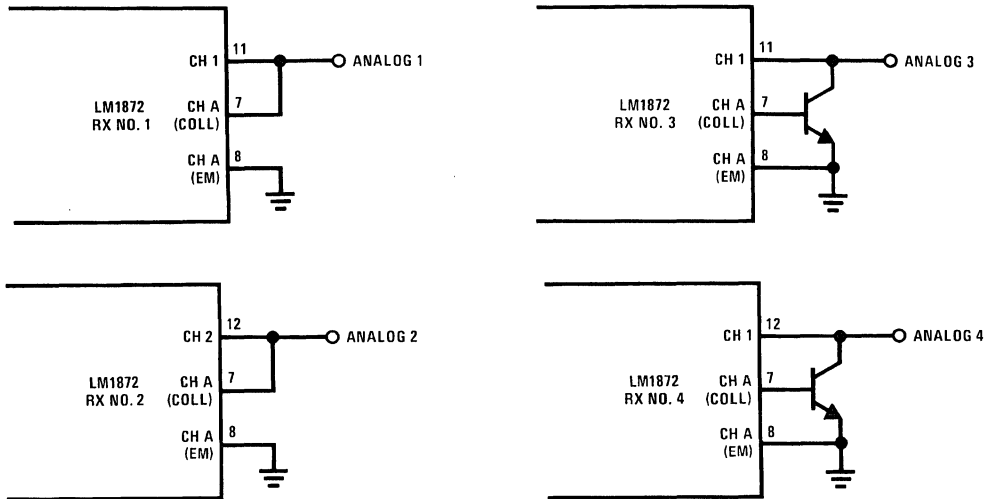 CH 1 11 ANALOG 1
LM1872
RX NO. 1
CH A 7
(COLL)
CH A 8
(EM)
CH 1 11 ANALOG 3
LM1872
RX NO. 3
CH A 7
(COLL)
CH A 8
(EM)
CH 2 12 ANALOG 2
LM1872
RX NO. 2
CH A 7
(COLL)
CH A 8
(EM)
CH 1 12 ANALOG 4
LM1872
RX NO. 4
CH A 7
(COLL)
CH A 8
(EM)